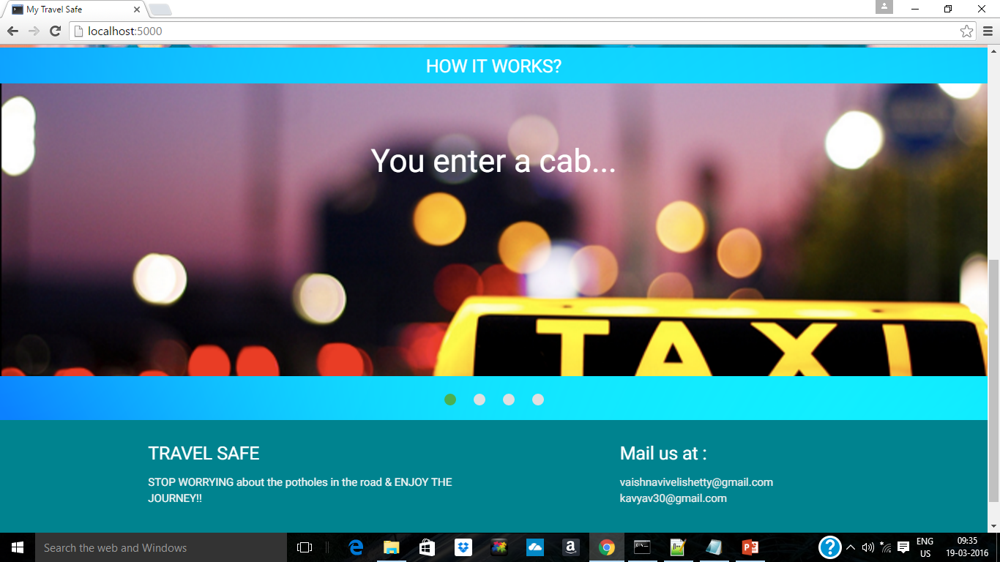 My Travel Safe
localhost:5000
HOW IT WORKS?
You enter a cab...
TAXI
TRAVEL SAFE
STOP WORRYING about the potholes in the road & ENJOY THE
JOURNEY!!
Mail us at :
vaishnavivelishetty@gmail.com
kavyav30@gmail.com
Search the web and Windows
ENG
US
09:35
19-03-2016